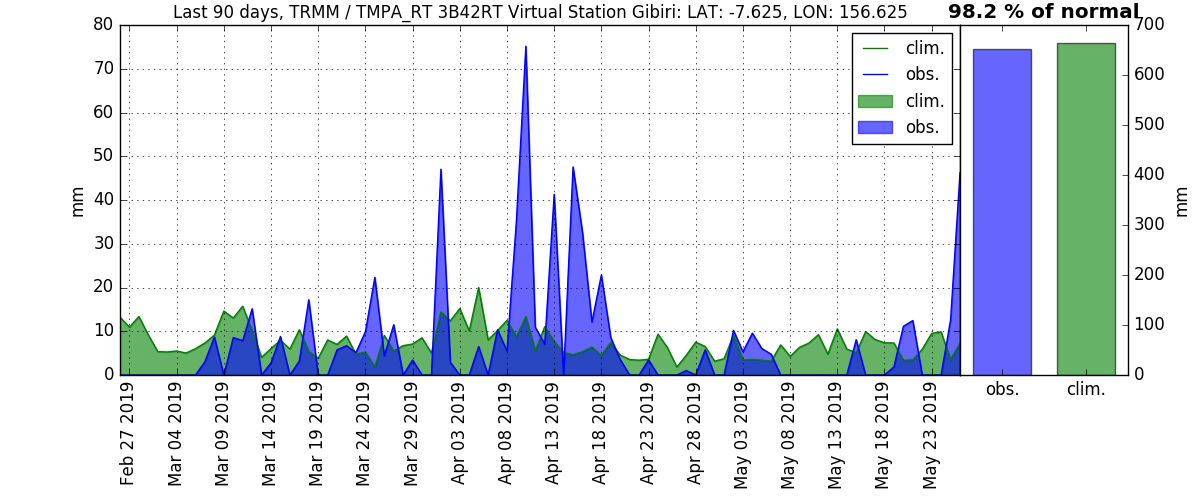 Last 90 days, TRMM / TMPA_RT 3B42RT Virtual Station Gibiri: LAT: -7.625, LON: 156.625
98.2 % of normal
80
70
60
50
40
30
20
10
0
mm
clim.
obs.
clim.
obs.
700
600
500
400
300
200
100
0
mm
Feb 27 2019
Mar 04 2019
Mar 09 2019
Mar 14 2019
Mar 19 2019
Mar 24 2019
Mar 29 2019
Apr 03 2019
Apr 08 2019
Apr 13 2019
Apr 18 2019
Apr 23 2019
Apr 28 2019
May 03 2019
May 08 2019
May 13 2019
May 18 2019
May 23 2019
obs.
clim.